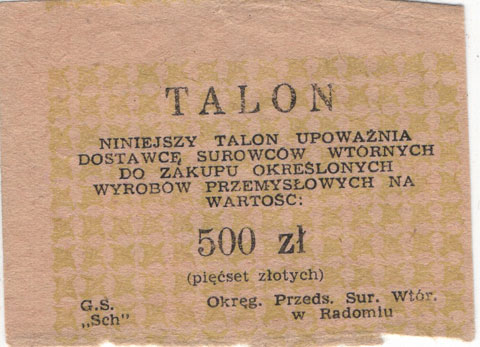 TALON
NINIEJSZY TALON UPOWAŻNIA
DOSTAWCĘ SUROWCÓW WTÓRNYCH
DO ZAKUPU OKREŚLONYCH
WYROBÓW PRZEMYSŁOWYCH NA
WARTOŚĆ:
500 zł
(pięćset złotych)
G.S.
„Sch”
Okręg. Przeds. Sur. Wtór.
w Radomiu